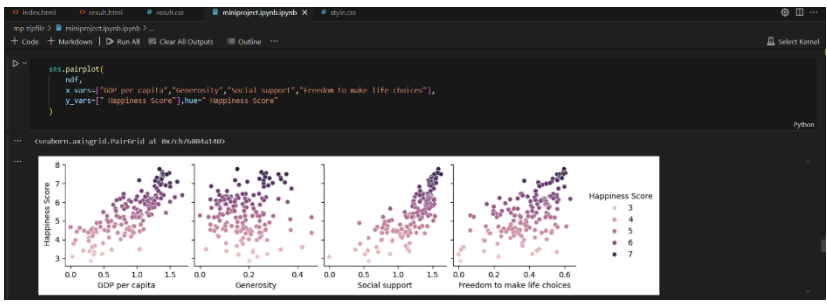 index.html result.html # result.css miniproject.ipynb.ipynb X # style.css
mp zipfile > miniproject.ipynb.ipynb > ...
+ Code + Markdown | Run All Clear All Outputs Outline ... Select Kernel
sns.pairplot(
ndf,
x_vars=["GDP per capita","Generosity","Social support","Freedom to make life choices"],
y_vars=[" Happiness Score"],hue=" Happiness Score"
)
Python
... <seaborn.axisgrid.PairGrid at 0x7cb76804a140>
...
8
7
6
5
4
3
Happiness Score
0.0 0.5 1.0 1.5
GDP per capita
0.0 0.2 0.4
Generosity
0.0 0.5 1.0 1.5
Social support
0.0 0.2 0.4 0.6
Freedom to make life choices
Happiness Score
3
4
5
6
7